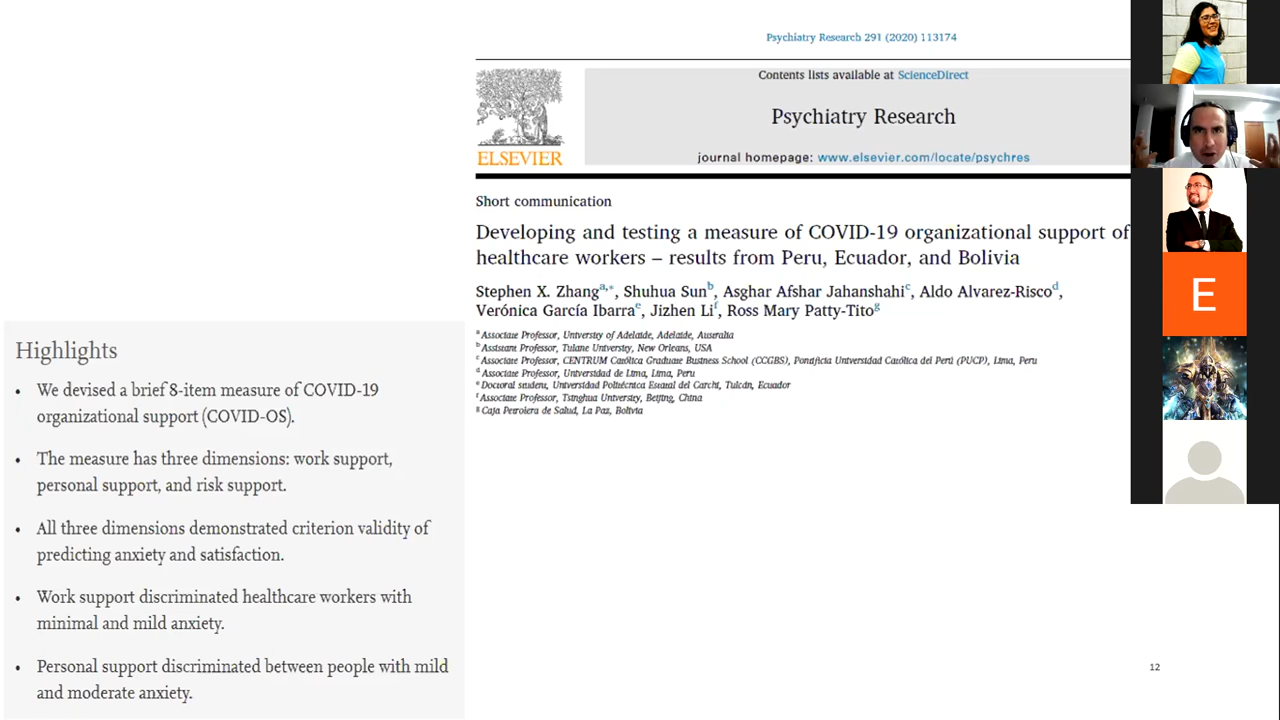 Psychiatry Research 291 (2020) 113174
Contents lists available at ScienceDirect
Psychiatry Research
journal homepage: www.elsevier.com/locate/psychres
ELSEVIER
Short communication
Developing and testing a measure of COVID-19 organizational support of
healthcare workers – results from Peru, Ecuador, and Bolivia
Stephen X. Zhang a,*, Shuhua Sun b, Asghar Afshar Jahanshahi c, Aldo Alvarez-Risco d,
Verónica García Ibarra e, Jizhen Li f, Ross Mary Patty-Tito g
a Associate Professor, University of Adelaide, Adelaide, Australia
b Assistant Professor, Tulane University, New Orleans, USA
c Associate Professor, CENTRUM Católica Graduate Business School (CCGBS), Pontificia Universidad Católica del Perú (PUCP), Lima, Peru
d Associate Professor, Universidad de Lima, Lima, Peru
e Doctoral student, Universidad Politécnica Estatal del Carchi, Tulcán, Ecuador
f Associate Professor, Tsinghua University, Beijing, China
g Caja Petrolera de Salud, La Paz, Bolivia
Highlights
• We devised a brief 8-item measure of COVID-19
organizational support (COVID-OS).
• The measure has three dimensions: work support,
personal support, and risk support.
• All three dimensions demonstrated criterion validity of
predicting anxiety and satisfaction.
• Work support discriminated healthcare workers with
minimal and mild anxiety.
• Personal support discriminated between people with mild
and moderate anxiety.
E
12